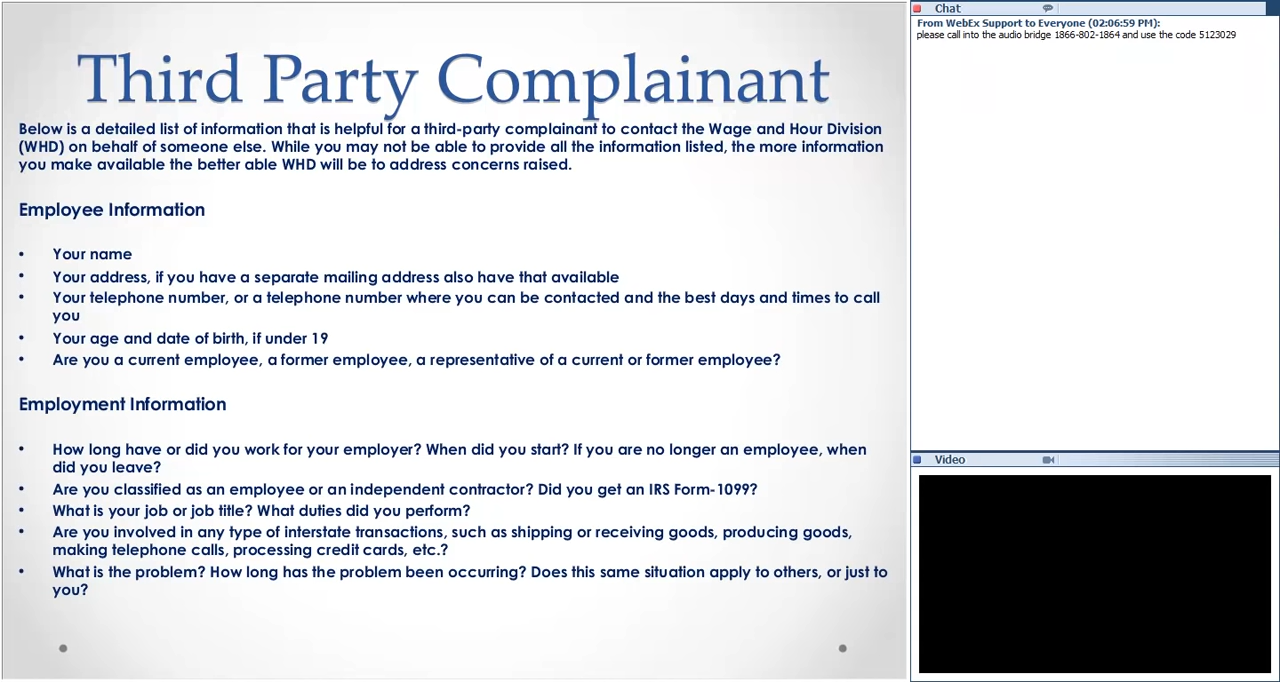 Third Party Complainant
Below is a detailed list of information that is helpful for a third-party complainant to contact the Wage and Hour Division
(WHD) on behalf of someone else. While you may not be able to provide all the information listed, the more information
you make available the better able WHD will be to address concerns raised.
Employee Information
• Your name
• Your address, if you have a separate mailing address also have that available
• Your telephone number, or a telephone number where you can be contacted and the best days and times to call
you
• Your age and date of birth, if under 19
• Are you a current employee, a former employee, a representative of a current or former employee?
Employment Information
• How long have or did you work for your employer? When did you start? If you are no longer an employee, when
did you leave?
• Are you classified as an employee or an independent contractor? Did you get an IRS Form-1099?
• What is your job or job title? What duties did you perform?
• Are you involved in any type of interstate transactions, such as shipping or receiving goods, producing goods,
making telephone calls, processing credit cards, etc.?
• What is the problem? How long has the problem been occurring? Does this same situation apply to others, or just to
you?
Chat
From WebEx Support to Everyone (02:06:59 PM):
please call into the audio bridge 1866-802-1864 and use the code 5123029
Video